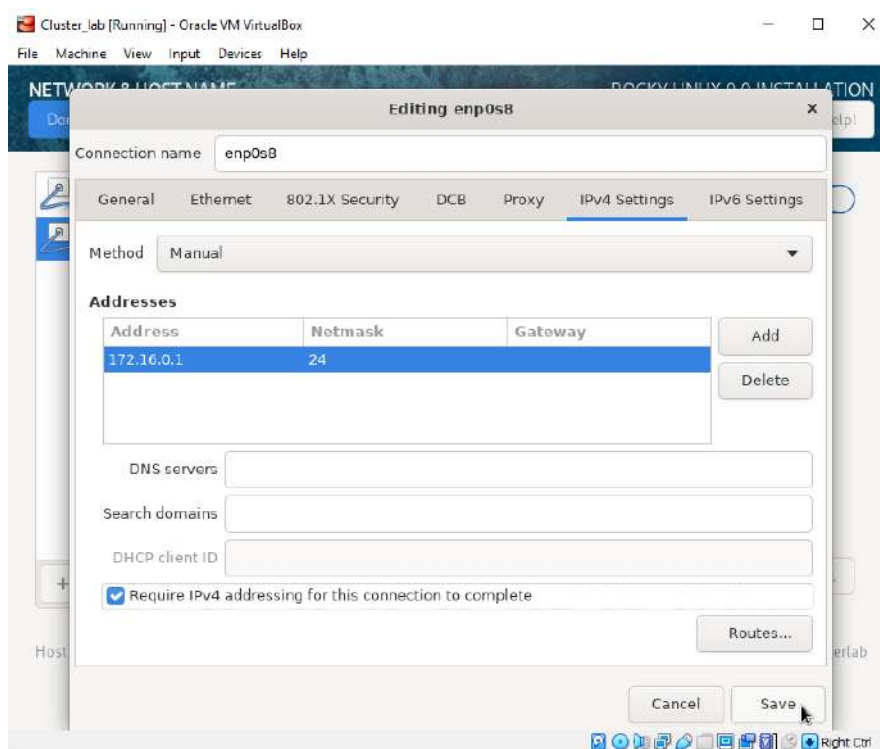 Cluster_lab [Running] - Oracle VM VirtualBox
File Machine View Input Devices Help
Editing enp0s8
Connection name enp0s8
General Ethernet 802.1X Security DCB Proxy IPv4 Settings IPv6 Settings
Method Manual
Addresses
Address Netmask Gateway
172.16.0.1 24
Add
Delete
DNS servers
Search domains
DHCP client ID
Require IPv4 addressing for this connection to complete
Routes...
Host
Cancel Save
Right Ctrl